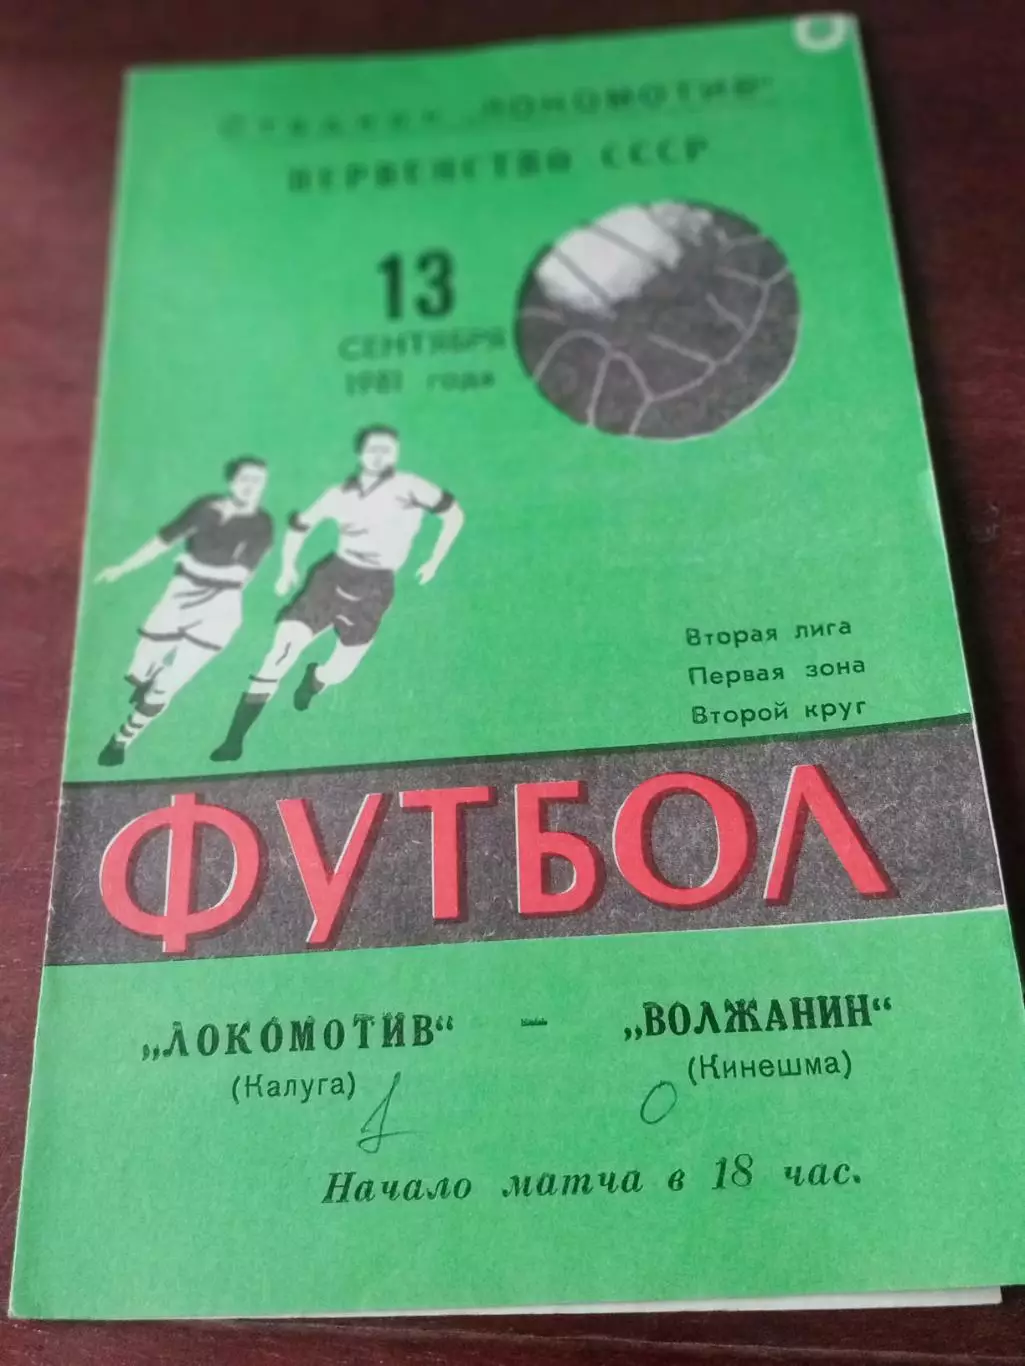 Стадион „ЛОКОМОТИВ“
ПЕРВЕНСТВО СССР
13
СЕНТЯБРЯ
1981 года
Вторая лига
Первая зона
Второй круг
ФУТБОЛ
„ЛОКОМОТИВ“ — „ВОЛЖАНИН“
(Калуга) (Кинешма)
1 0
Начало матча в 18 час.